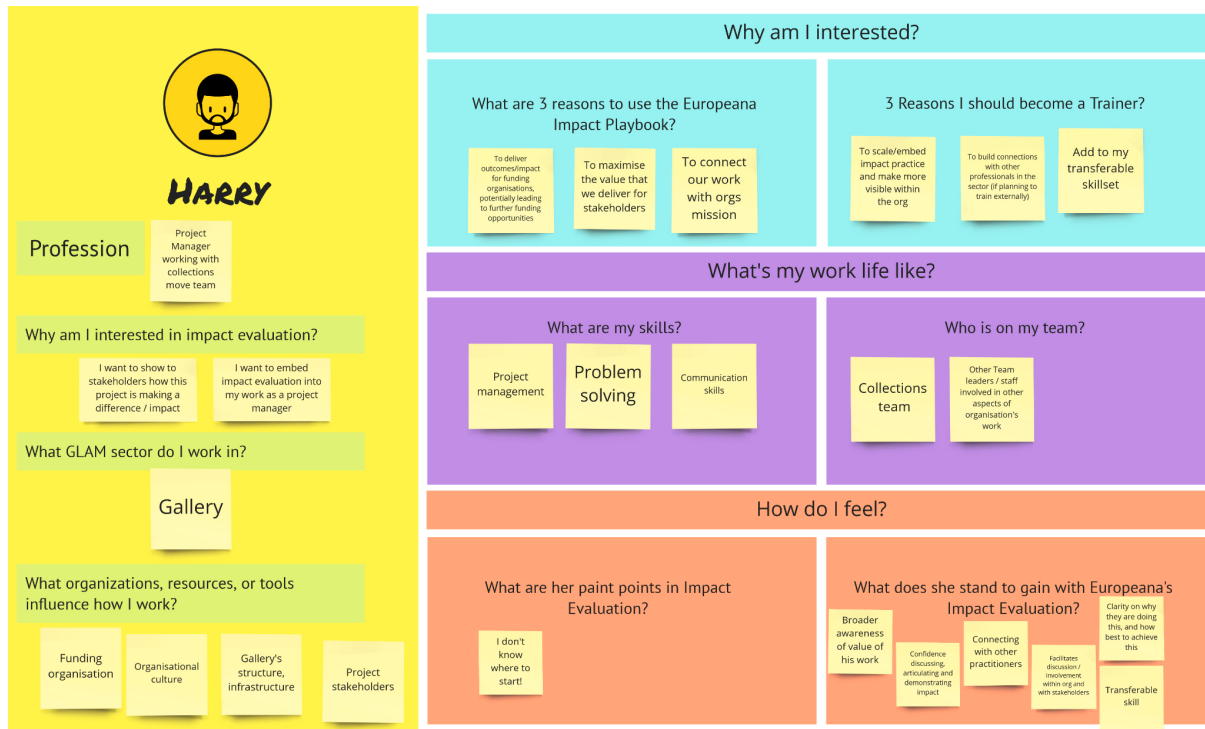 HARRY
Profession
Project
Manager
working with
collections
move team
Why am I interested in impact evaluation?
I want to show to
stakeholders how this
project is making a
difference / impact
I want to embed
impact evaluation into
my work as a project
manager
What GLAM sector do I work in?
Gallery
What organizations, resources, or tools
influence how I work?
Funding
organisation
Organisational
culture
Gallery's
structure,
infrastructure
Project
stakeholders
Why am I interested?
What are 3 reasons to use the Europeana
Impact Playbook?
To deliver
outcomes/impact
for funding
organisations,
potentially leading
to further funding
opportunities
To maximise
the value that
we deliver for
stakeholders
To connect
our work
with orgs
mission
3 Reasons I should become a Trainer?
To scale/embed
impact practice
and make more
visible within
the org
To build connections
with other
professionals in the
sector (if planning to
train externally)
Add to my
transferable
skillset
What's my work life like?
What are my skills?
Project
management
Problem
solving
Communication
skills
Who is on my team?
Collections
team
Other Team
leaders / staff
involved in other
aspects of
organisation's
work
How do I feel?
What are her paint points in Impact
Evaluation?
I don't
know
where to
start!
What does she stand to gain with Europeana's
Impact Evaluation?
Broader
awareness
of value of
his work
Confidence
discussing,
articulating and
demonstrating
impact
Connecting
with other
practitioners
Facilitates
discussion /
involvement
within org and
with stakeholders
Clarity on why
they are doing
this, and how
best to achieve
this
Transferable
skill